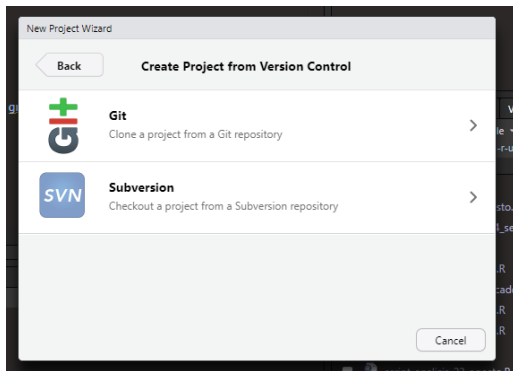 New Project Wizard
Back
Create Project from Version Control
Git
Clone a project from a Git repository
SVN
Subversion
Checkout a project from a Subversion repository
Cancel
-r-u
sto.
.R
.R
.R